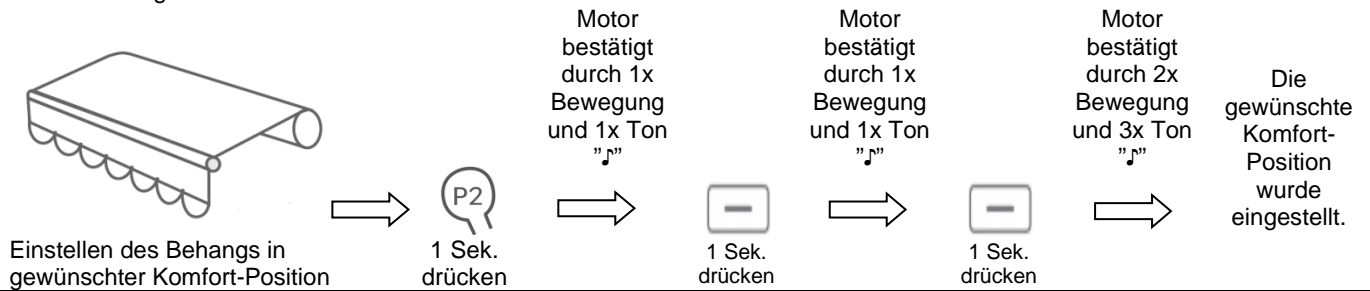 Einstellen des Behangs in
gewünschter Komfort-Position
P2
1 Sek.
drücken
Motor
bestätigt
durch 1x
Bewegung
und 1x Ton
"♪"
1 Sek.
drücken
Motor
bestätigt
durch 1x
Bewegung
und 1x Ton
"♪"
1 Sek.
drücken
Motor
bestätigt
durch 2x
Bewegung
und 3x Ton
"♪"
Die
gewünschte
Komfort-
Position
wurde
eingestellt.